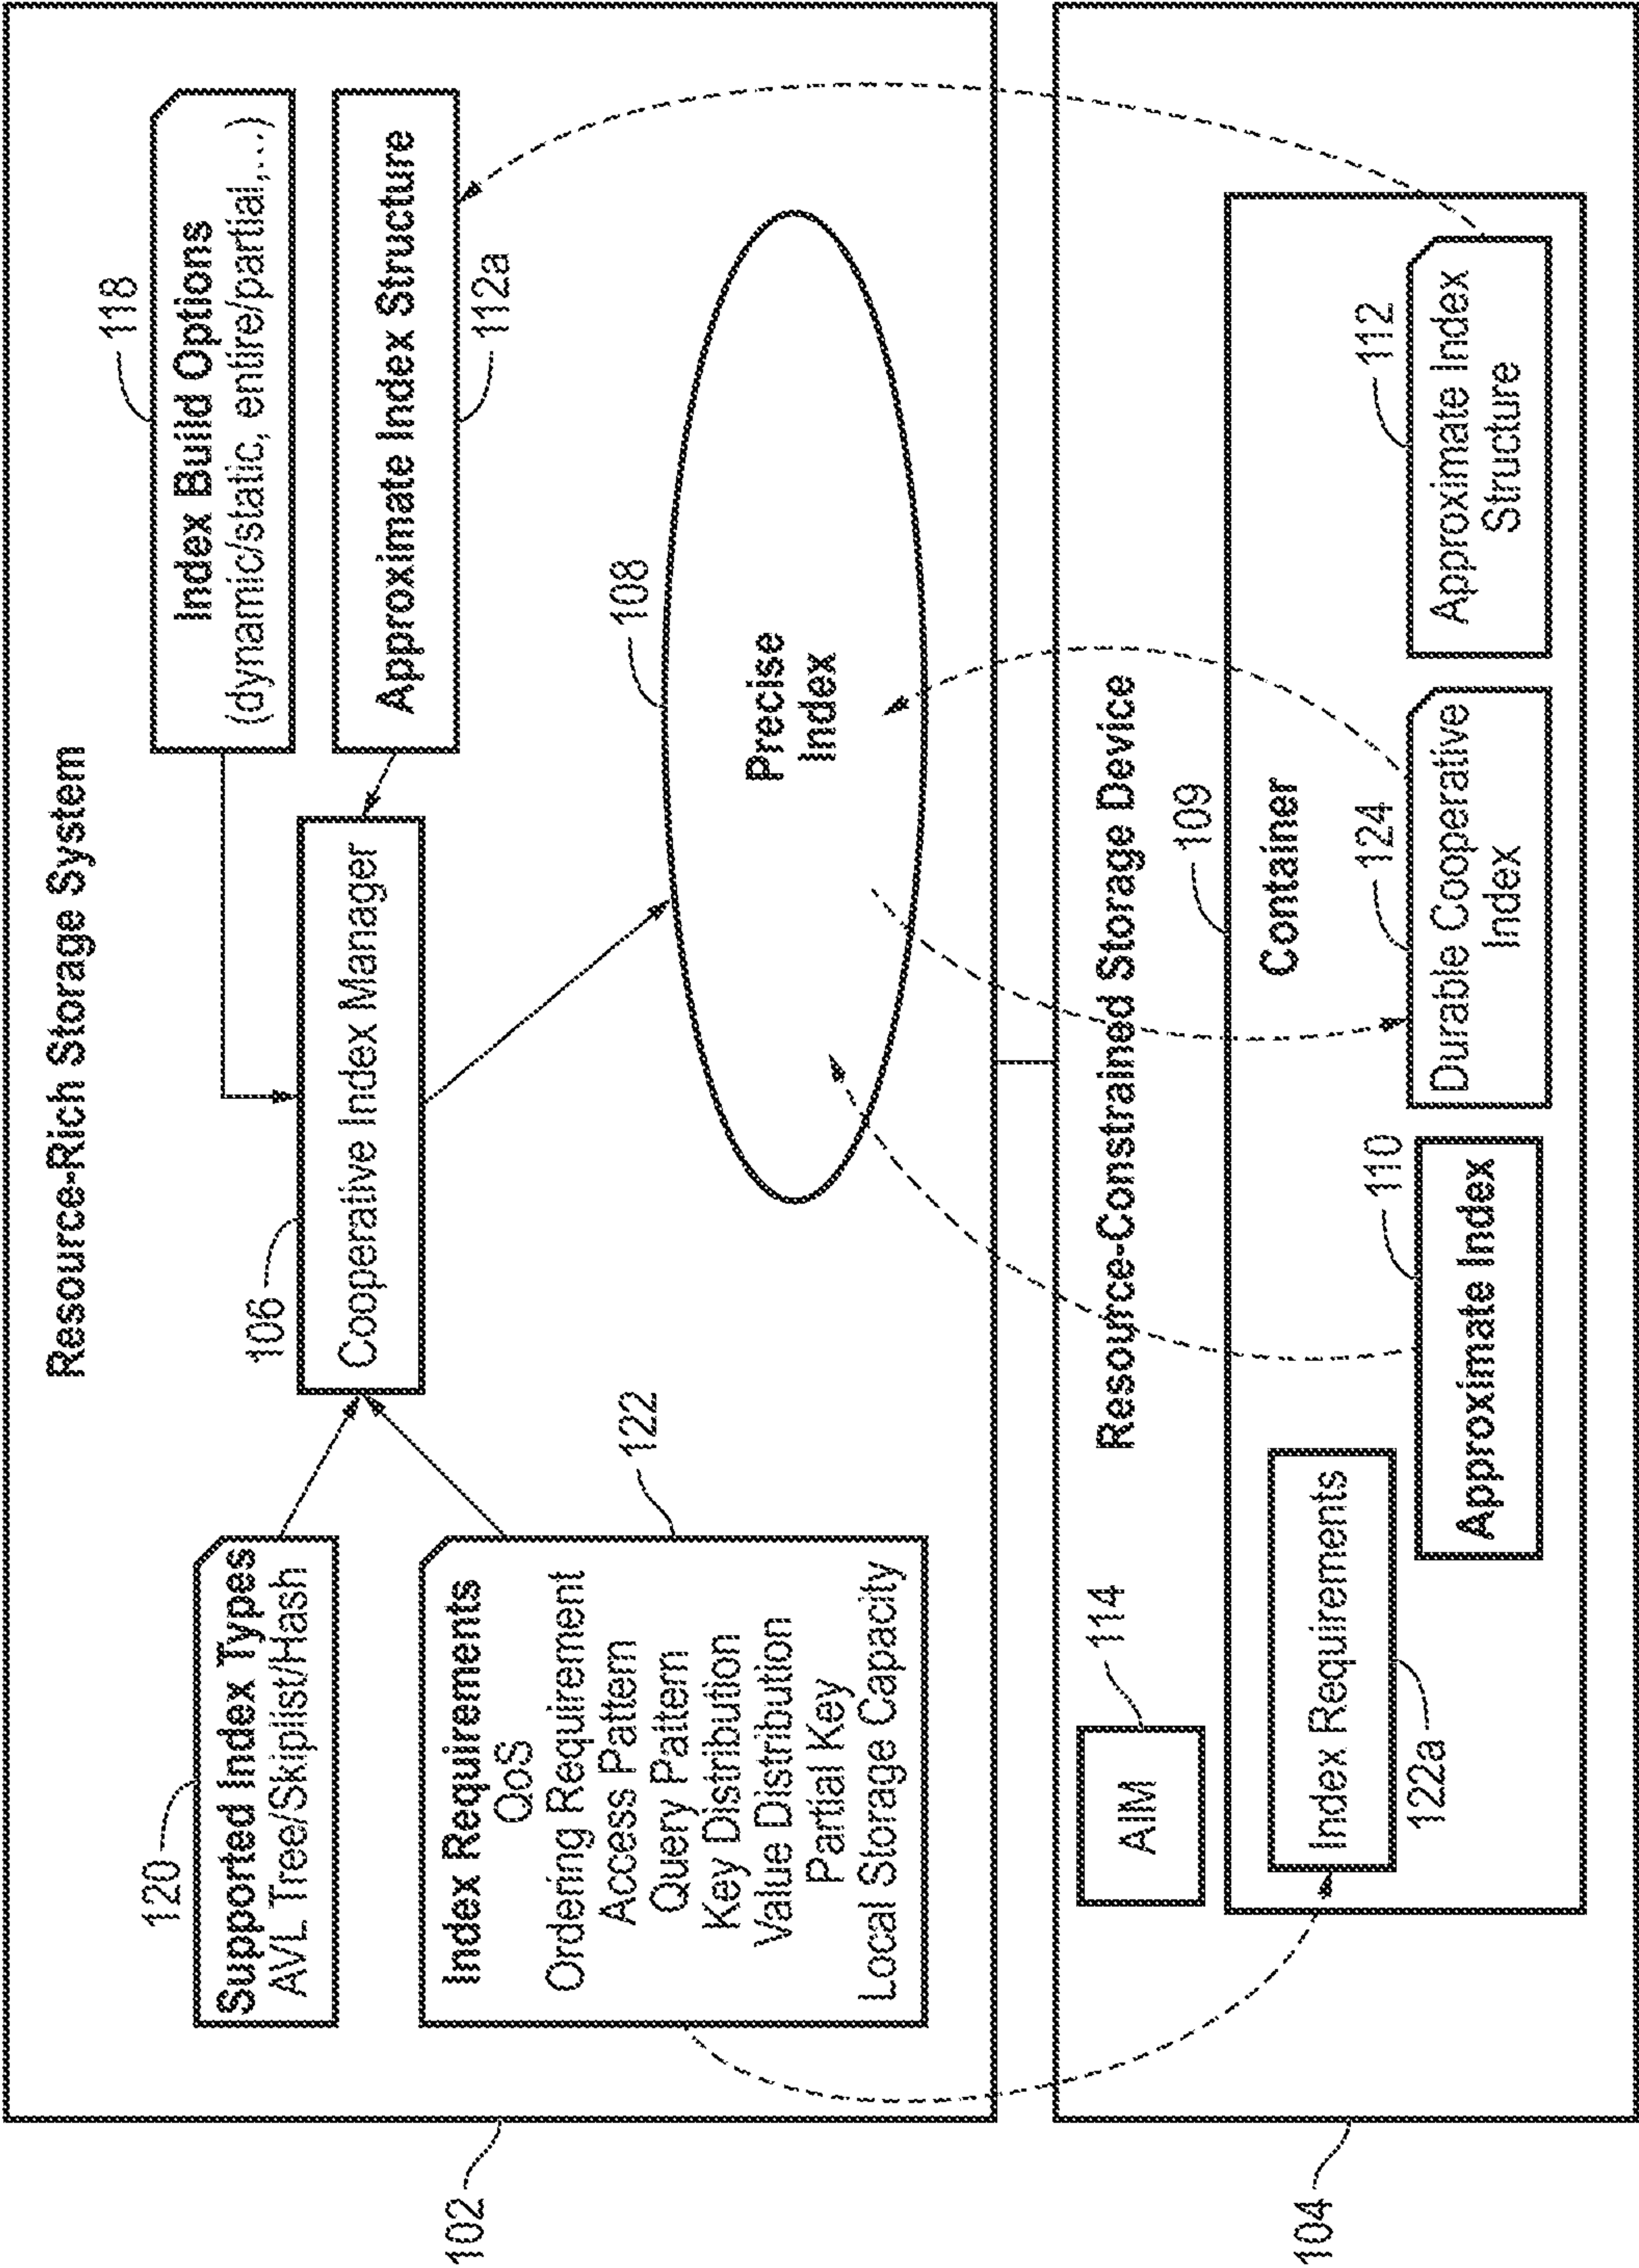 Resource-Rich Storage System
120
Supported Index Types
AVL Tree/Skiplist/Hash
106
Cooperative Index Manager
118
Index Build Options
(dynamic/static, entire/partial,...)
Approximate Index Structure
112a
122
Index Requirements
QoS
Ordering Requirement
Access Pattern
Query Pattern
Key Distribution
Value Distribution
Partial Key
Local Storage Capacity
108
Precise
Index
102
Resource-Constrained Storage Device
114
AIM
109
Container
Index Requirements
122a
110
Approximate Index
124
Durable Cooperative
Index
112
Approximate Index
Structure
104